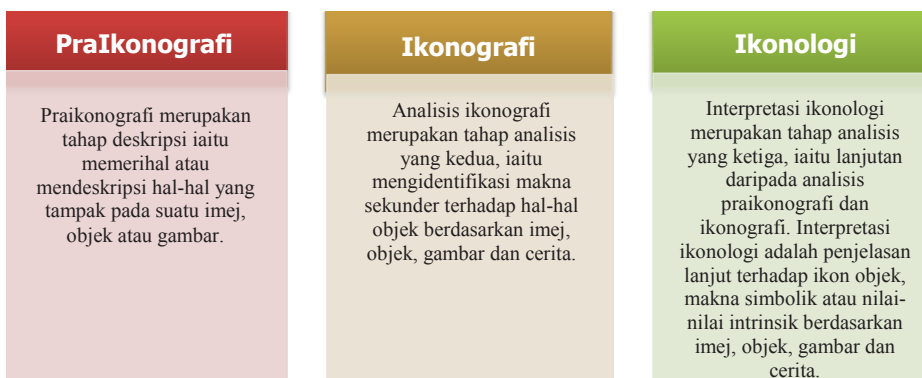 PraIkonografi
Praikonografi merupakan
tahap deskripsi iaitu
memerihal atau
mendeskripsi hal-hal yang
tampak pada suatu imej,
objek atau gambar.
Ikonografi
Analisis ikonografi
merupakan tahap analisis
yang kedua, iaitu
mengidentifikasi makna
sekunder terhadap hal-hal
objek berdasarkan imej,
objek, gambar dan cerita.
Ikonologi
Interpretasi ikonologi
merupakan tahap analisis
yang ketiga, iaitu lanjutan
daripada analisis
praikonografi dan
ikonografi. Interpretasi
ikonologi adalah penjelasan
lanjut terhadap ikon objek,
makna simbolik atau nilai-
nilai intrinsik berdasarkan
imej, objek, gambar dan
cerita.